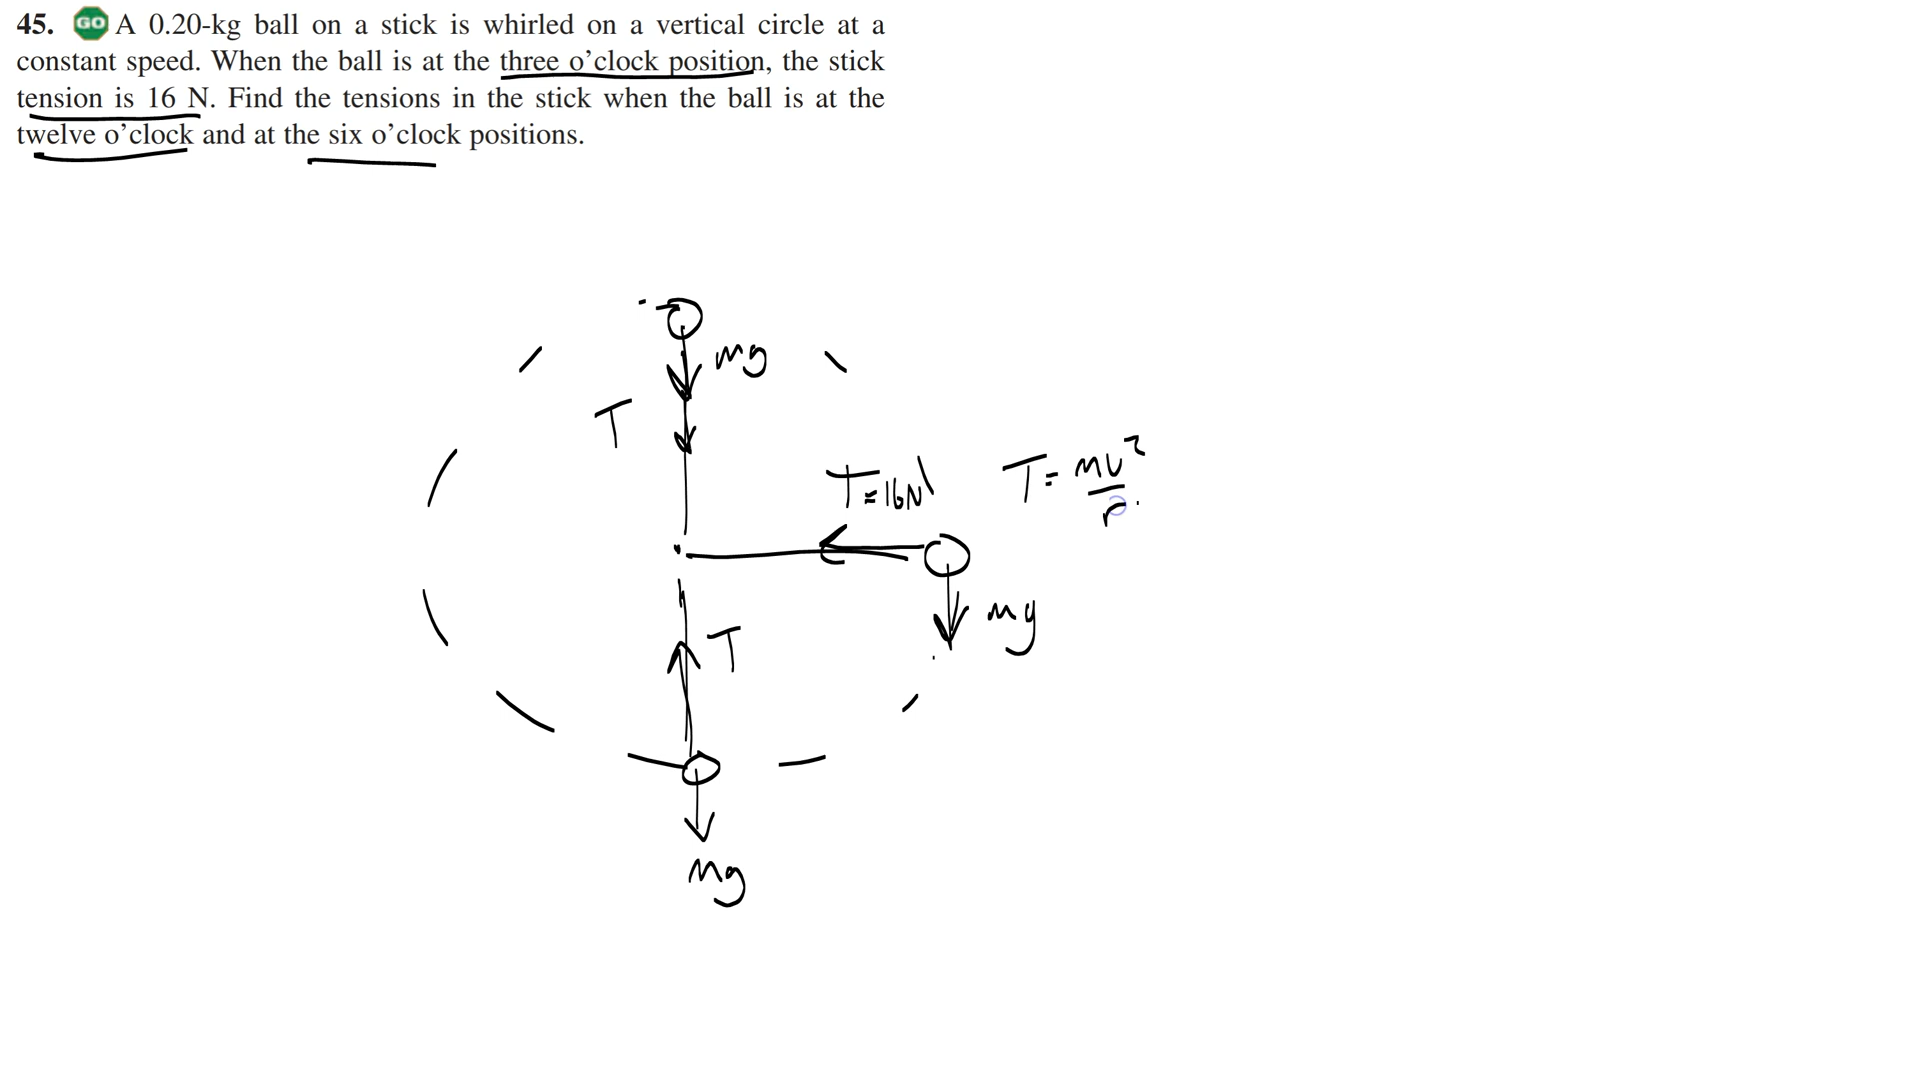 45. GO A 0.20-kg ball on a stick is whirled on a vertical circle at a
constant speed. When the ball is at the three o'clock position, the stick
tension is 16 N. Find the tensions in the stick when the ball is at the
twelve o'clock and at the six o'clock positions.
mg
T
T=16N
T= mv²
r
mg
T
mg